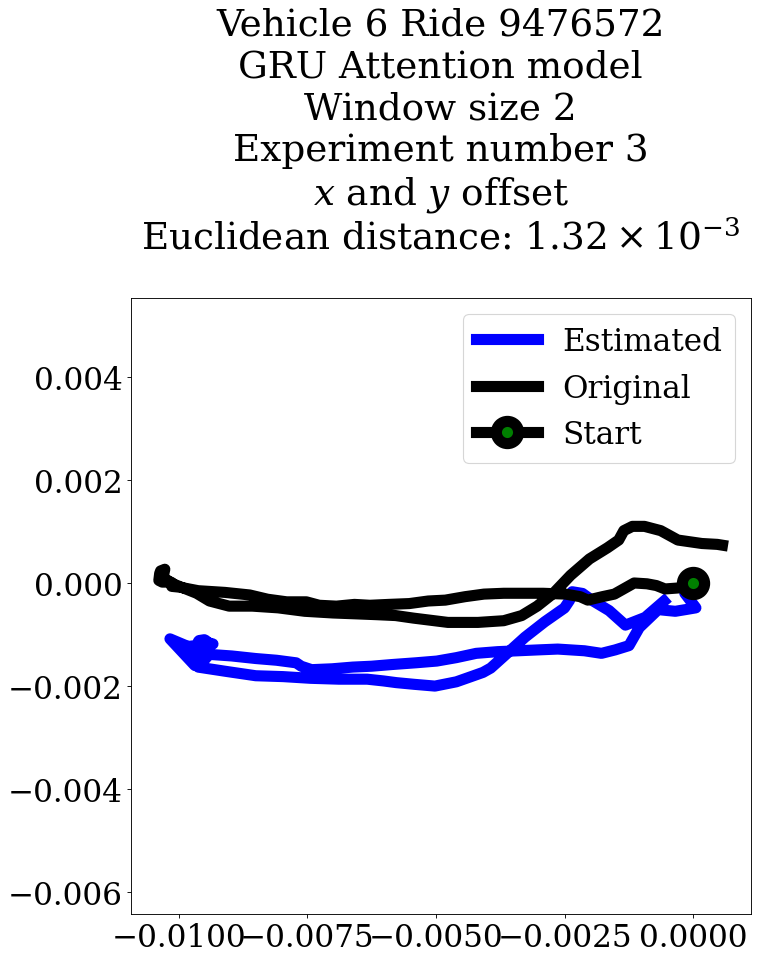 Vehicle 6 Ride 9476572
GRU Attention model
Window size 2
Experiment number 3
x and y offset
Euclidean distance: 1.32 × 10⁻³
Estimated
Original
Start
0.004
0.002
0.000
−0.002
−0.004
−0.006
−0.0100 −0.0075 −0.0050 −0.0025 0.0000